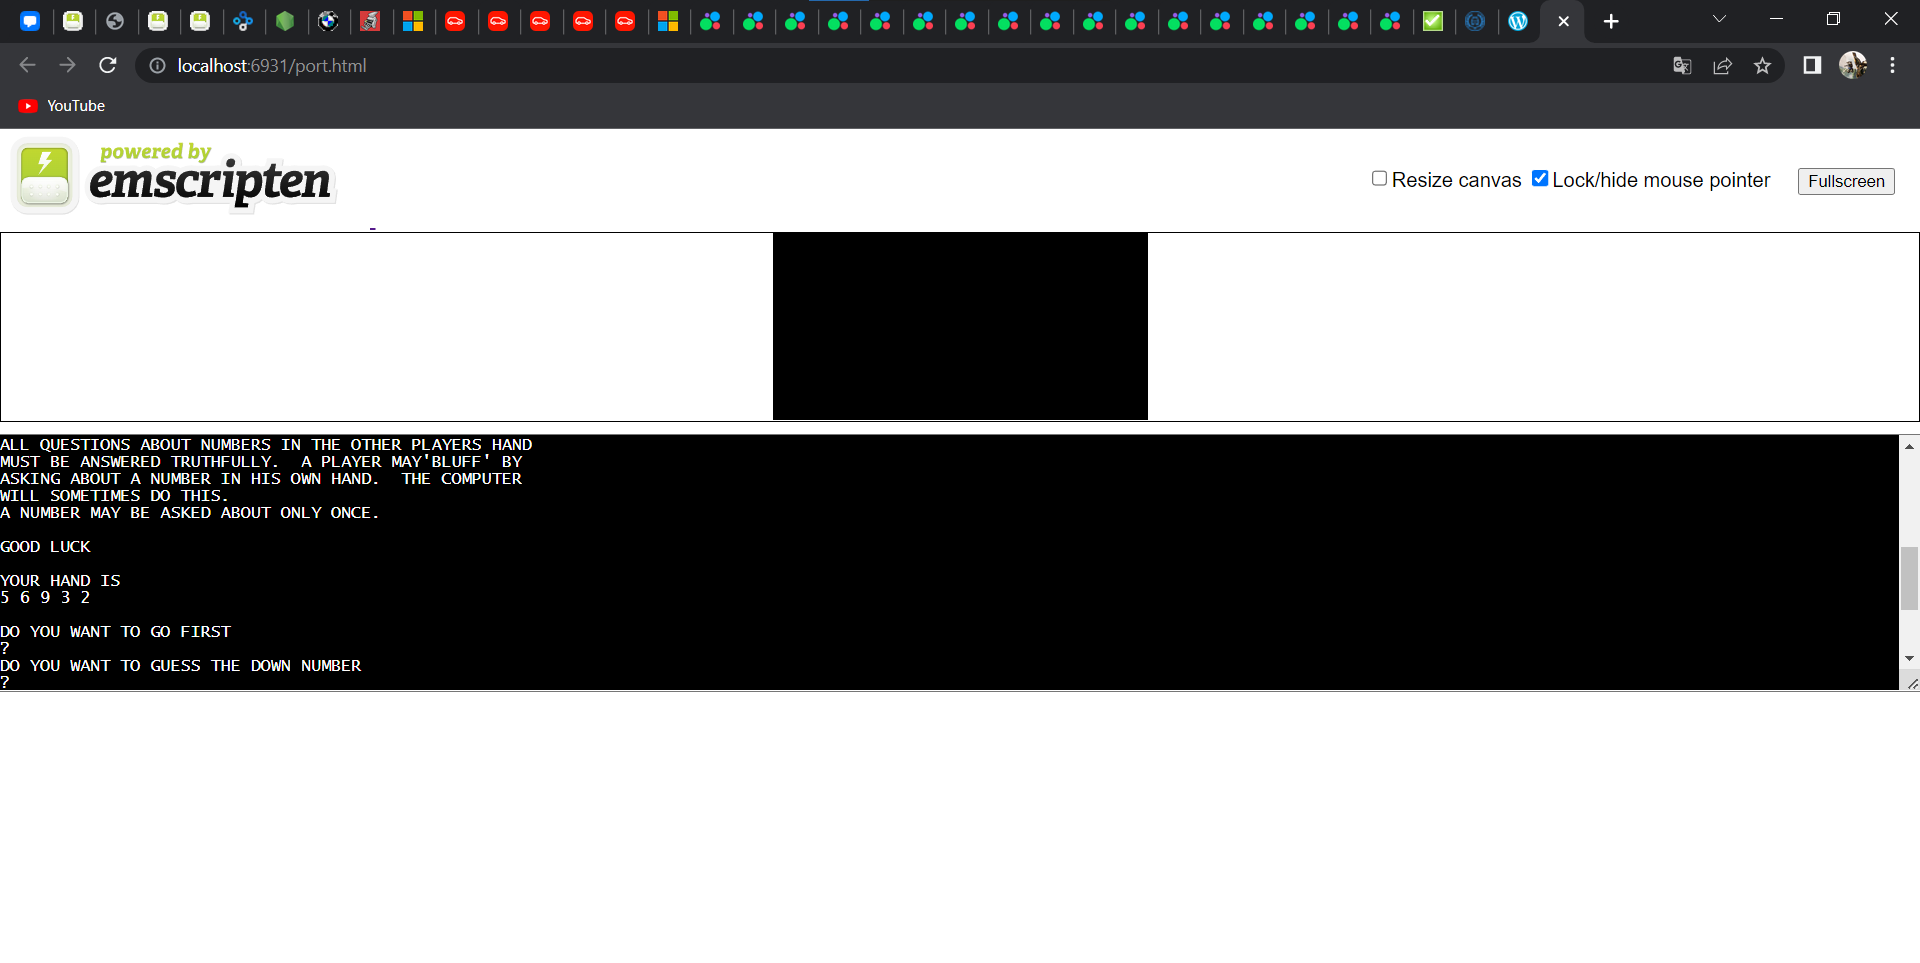 localhost:6931/port.html
YouTube
powered by
emscripten
Resize canvas Lock/hide mouse pointer Fullscreen
ALL QUESTIONS ABOUT NUMBERS IN THE OTHER PLAYERS HAND
MUST BE ANSWERED TRUTHFULLY.  A PLAYER MAY'BLUFF' BY
ASKING ABOUT A NUMBER IN HIS OWN HAND.  THE COMPUTER
WILL SOMETIMES DO THIS.
A NUMBER MAY BE ASKED ABOUT ONLY ONCE.
GOOD LUCK
YOUR HAND IS
5 6 9 3 2
DO YOU WANT TO GO FIRST
?
DO YOU WANT TO GUESS THE DOWN NUMBER
?